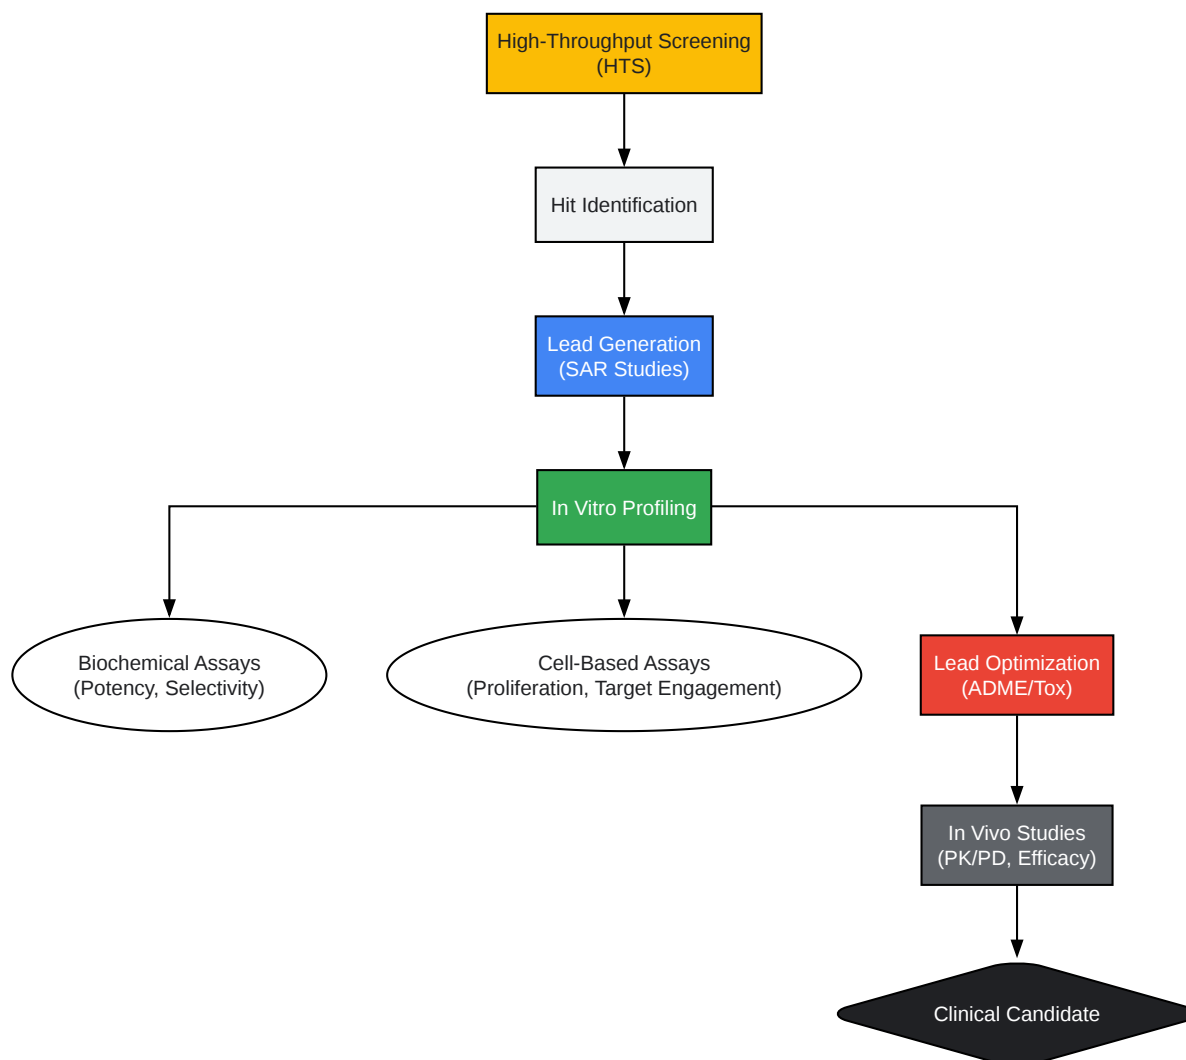 High-Throughput Screening
(HTS)
Hit Identification
Lead Generation
(SAR Studies)
In Vitro Profiling
Biochemical Assays
(Potency, Selectivity)
Cell-Based Assays
(Proliferation, Target Engagement)
Lead Optimization
(ADME/Tox)
In Vivo Studies
(PK/PD, Efficacy)
Clinical Candidate